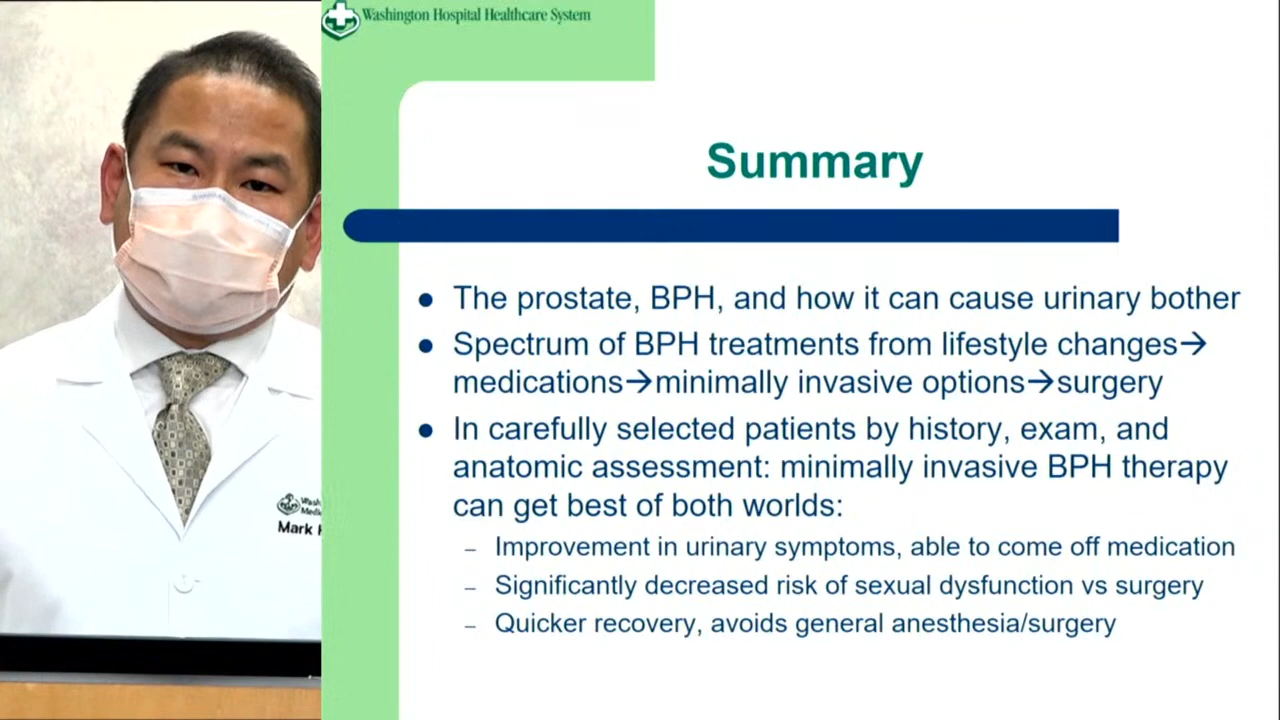 Washington Hospital Healthcare System
Summary
● The prostate, BPH, and how it can cause urinary bother
● Spectrum of BPH treatments from lifestyle changes→
medications→minimally invasive options→surgery
● In carefully selected patients by history, exam, and
anatomic assessment: minimally invasive BPH therapy
can get best of both worlds:
– Improvement in urinary symptoms, able to come off medication
– Significantly decreased risk of sexual dysfunction vs surgery
– Quicker recovery, avoids general anesthesia/surgery
Mark